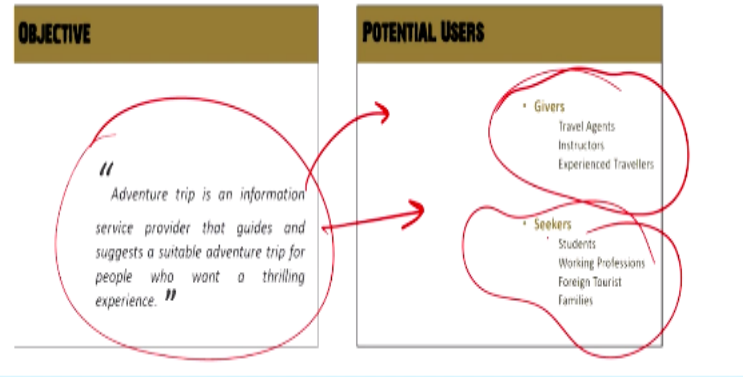 OBJECTIVE
“
Adventure trip is an information
service provider that guides and
suggests a suitable adventure trip for
people who want a thrilling
experience. ”
POTENTIAL USERS
• Givers
Travel Agents
Instructors
Experienced Travellers
• Seekers
Students
Working Professions
Foreign Tourist
Families